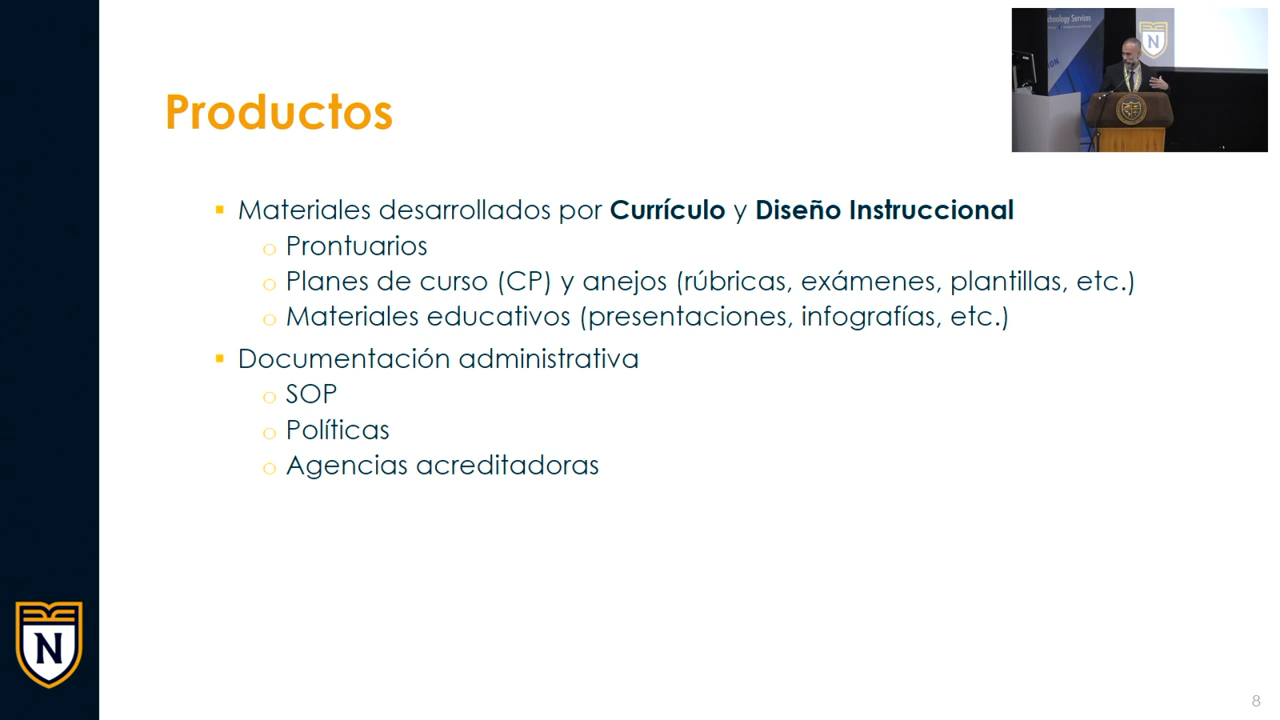 Productos
Materiales desarrollados por Currículo y Diseño Instruccional
Prontuarios
Planes de curso (CP) y anejos (rúbricas, exámenes, plantillas, etc.)
Materiales educativos (presentaciones, infografías, etc.)
Documentación administrativa
SOP
Políticas
Agencias acreditadoras
N
8
Services
N